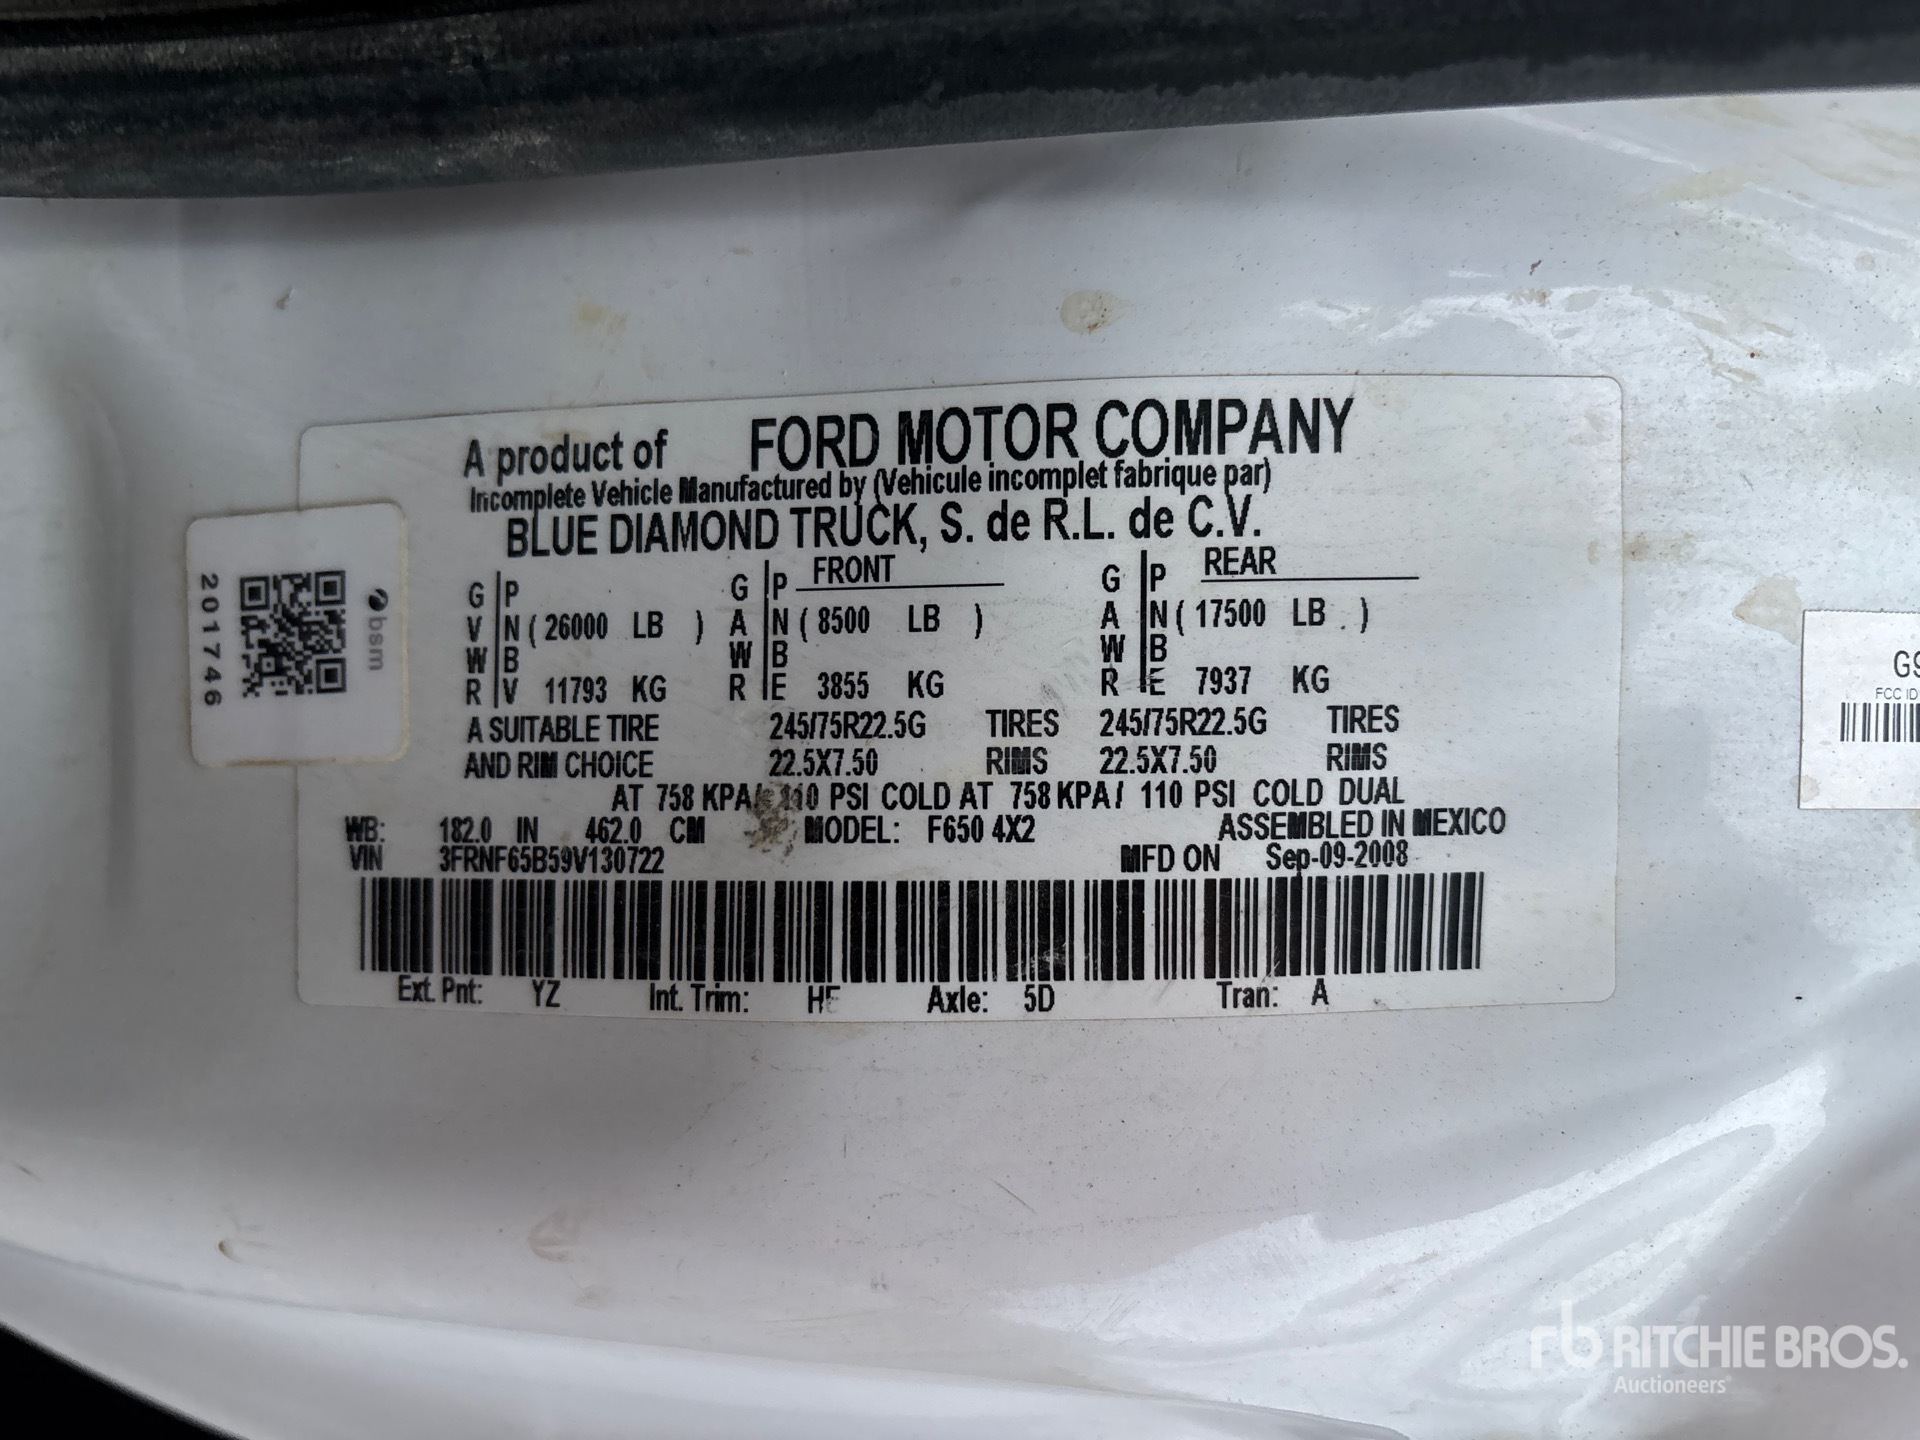 A product of FORD MOTOR COMPANY
Incomplete Vehicle Manufactured by (Vehicule incomplet fabrique par)
BLUE DIAMOND TRUCK, S. de R.L. de C.V.
G P G P FRONT G P REAR
V N ( 26000 LB ) A N ( 8500 LB ) A N ( 17500 LB . )
W B W B W B
R V 11793 KG R E 3855 KG R E 7937 KG
A SUITABLE TIRE 245/75R22.5G TIRES 245/75R22.5G TIRES
AND RIM CHOICE 22.5X7.50 RIMS 22.5X7.50 RIMS
AT 758 KPA/ 110 PSI COLD AT 758 KPA/ 110 PSI COLD DUAL
WB: 182.0 IN 462.0 CM MODEL: F650 4X2 ASSEMBLED IN MEXICO
VIN 3FRNF65B59V130722 MFD ON Sep-09-2008
Ext. Pnt: YZ Int. Trim: Axle: 5D Tran: A
bsm
201746
FCC ID
rb RITCHIE BROS.
Auctioneers